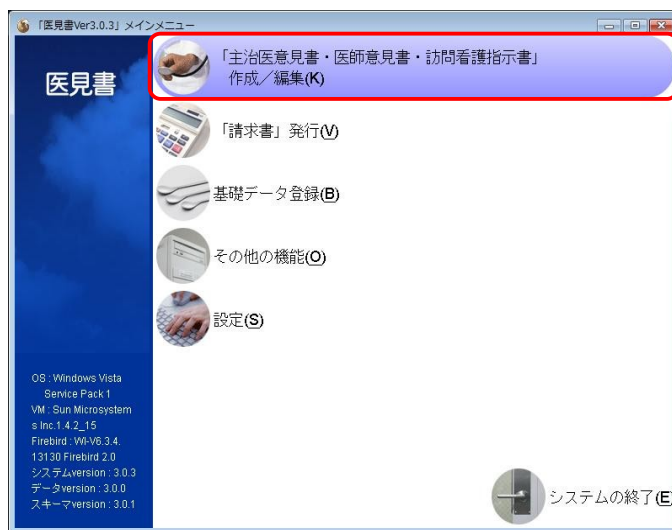 「医見書Ver3.0.3」メインメニュー
医見書
「主治医意見書・医師意見書・訪問看護指示書」
作成／編集(K)
「請求書」発行(V)
基礎データ登録(B)
その他の機能(O)
設定(S)
OS : Windows Vista
Service Pack 1
VM : Sun Microsystem
s Inc.1.4.2_15
Firebird : WI-V6.3.4.
13130 Firebird 2.0
システムversion : 3.0.3
データversion : 3.0.0
スキーマversion : 3.0.1
システムの終了(E